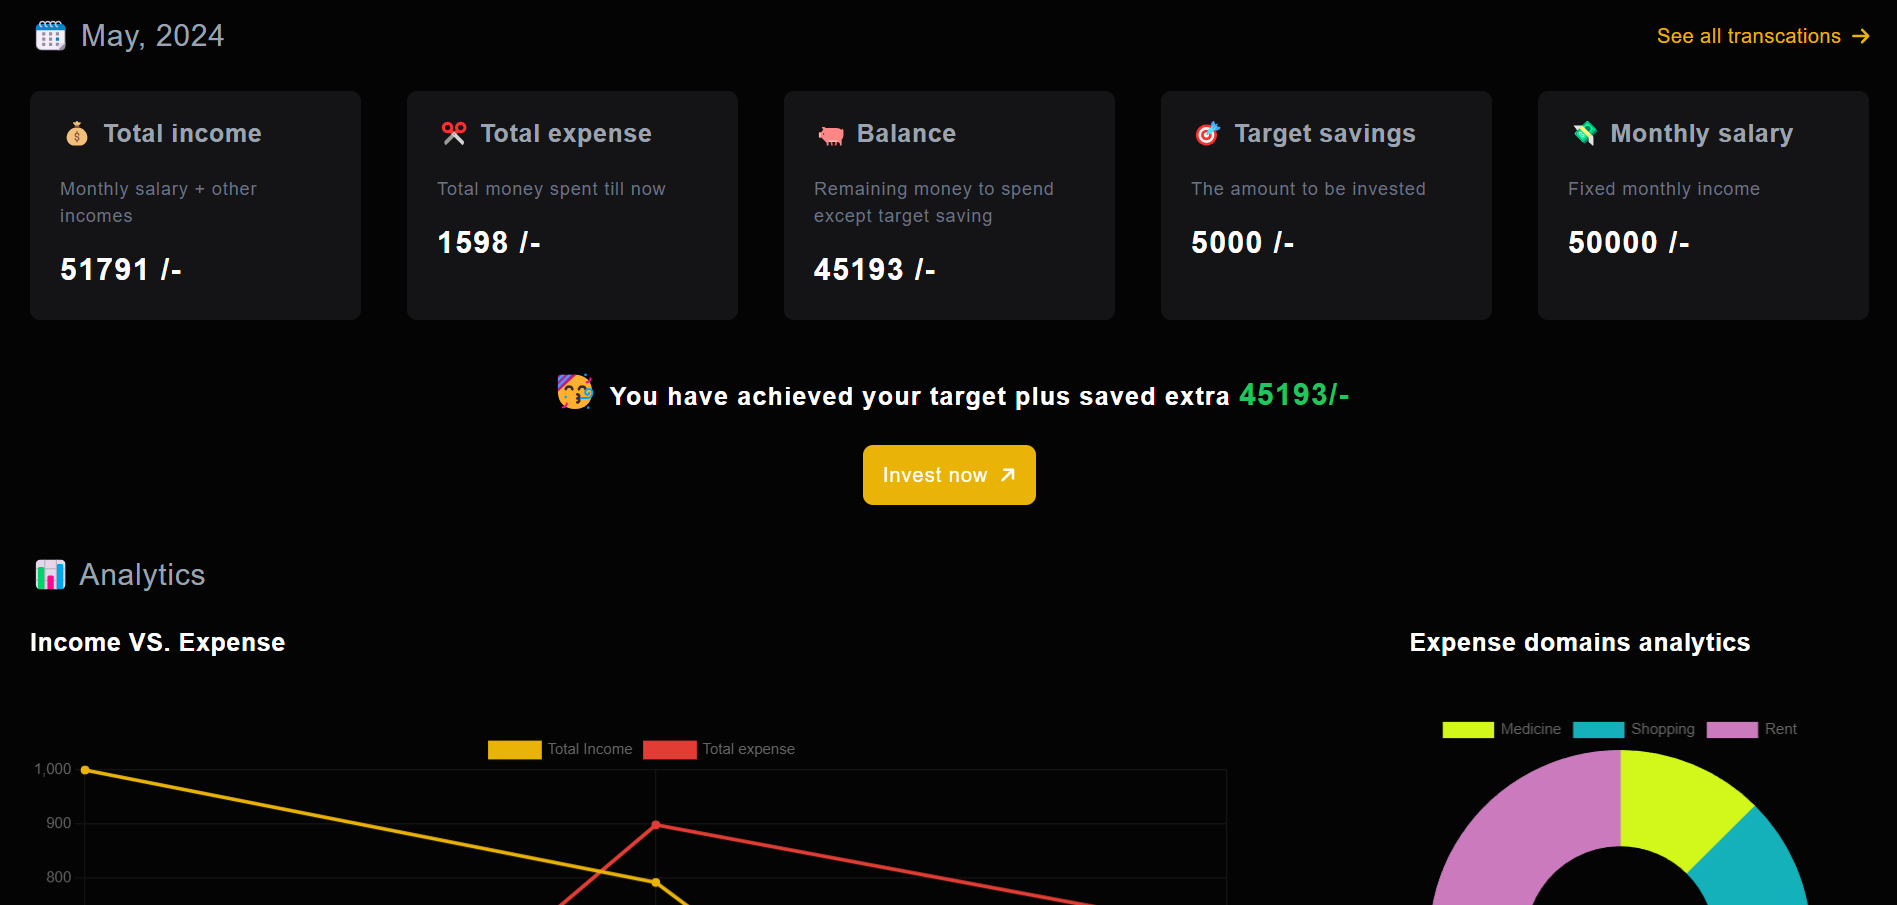 May, 2024
See all transcations
Total income
Monthly salary + other
incomes
51791 /-
Total expense
Total money spent till now
1598 /-
Balance
Remaining money to spend
except target saving
45193 /-
Target savings
The amount to be invested
5000 /-
Monthly salary
Fixed monthly income
50000 /-
You have achieved your target plus saved extra 45193/-
Invest now
Analytics
Income VS. Expense
Total Income
Total expense
1,000
900
800
Expense domains analytics
Medicine
Shopping
Rent